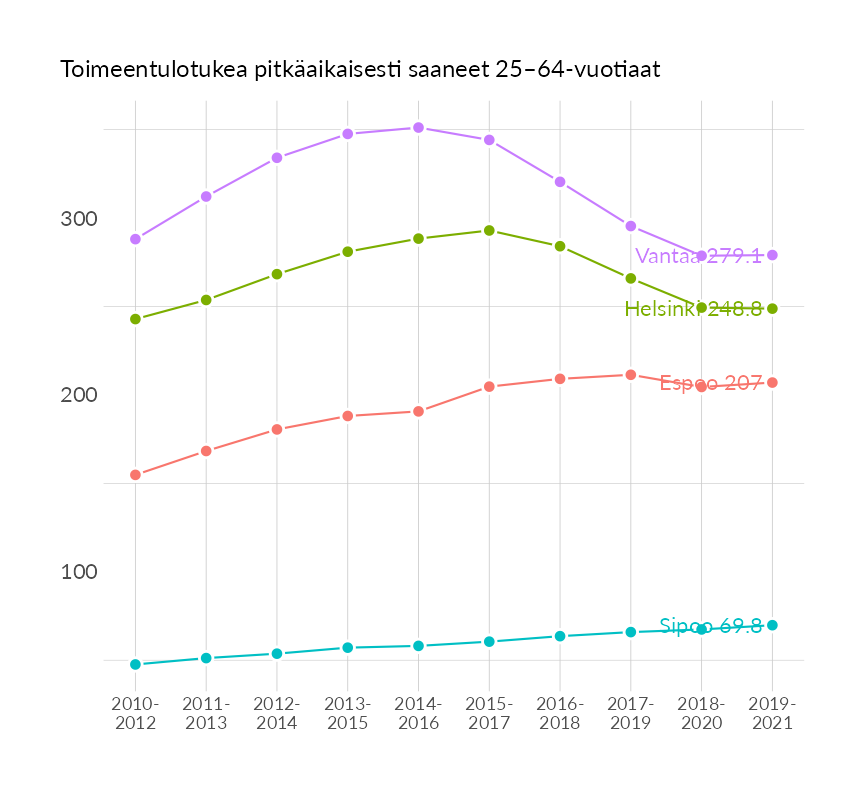 Toimeentulotukea pitkäaikaisesti saaneet 25–64-vuotiaat
300
200
100
Vantaa 279.1
Helsinki 248.8
Espoo 207
Sipoo 69.8
2010- 2011- 2012- 2013- 2014- 2015- 2016- 2017- 2018- 2019-
2012 2013 2014 2015 2016 2017 2018 2019 2020 2021